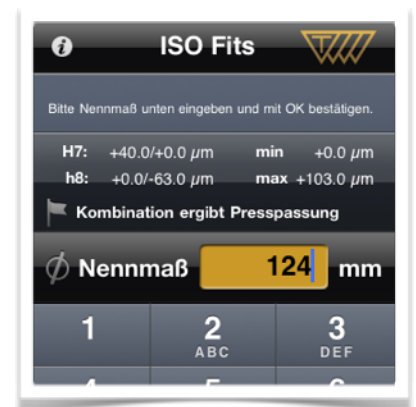 ISO Fits
Bitte Nennmaß unten eingeben und mit OK bestätigen.
H7: +40.0/+0.0 μm min +0.0 μm
h8: +0.0/-63.0 μm max +103.0 μm
Kombination ergibt Presspassung
Nennmaß 124 mm
1 2 3
ABC DEF